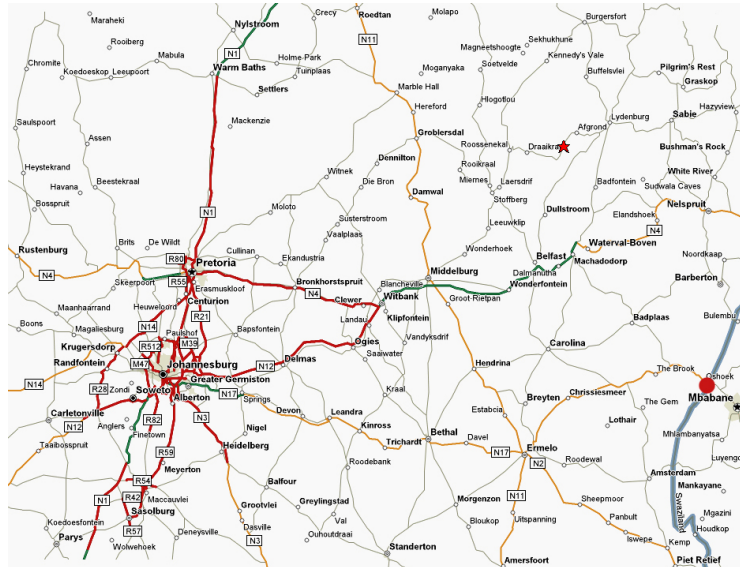 Maraheki
Crecy
Roedtan
Molapo
Burgersfort
Nylstroom
Rooiberg
N11
Sekhukhune
Magneetshoogte
N1
Mabula
Holme Park
Kennedy's Vale
Chromite
Moganyaka
Soetvelde
Pilgrim's Rest
Koedoeskop
Leeupoort
Warm Baths
Tuinplaas
Buffelsvlei
Graskop
Settlers
Marble Hall
Hlogotlou
Hazyview
Hereford
Sabie
Lydenburg
Saulspoort
Mackenzie
Afgrond
Groblersdal
Assen
Roossenekal
Draaikra
Bushman's Rock
Dennilton
Rooikraal
Heystekrand
Witnek
White River
Die Bron
Miernes
Laersdrif
Badfontein
Sudwala Caves
Havana
Beestekraal
Damwal
Stoffberg
Nelspruit
Bosspruit
Moloto
Dullstroom
Elandshoek
N1
Susterstroom
Leeuwklip
N4
Vaalplaas
Brits
De Wildt
Waterval-Boven
Rustenburg
Cullinan
Wonderhoek
Belfast
Noordkaap
R80
Pretoria
Ekandustria
Machadodorp
Dalmanutha
N4
R55
Middelburg
Barberton
Skeerpoort
Erasmuskloof
Bronkhorstspruit
Blancheville
Wonderfontein
Heuweloord
Centurion
N4
Clewer
Witbank
Groot-Rietpan
Maanhaarrand
R21
Bulembu
Boons
Magaliesburg
N14
Bapsfontein
Landau
Klipfontein
Badplaas
Paulshof
Krugersdorp
R512
M39
Ogies
Vandyksdrif
Carolina
Randfontein
M47
Johannesburg
N12
Delmas
Saaiwater
Hendrina
The Brook
shoek
N14
R28
Zondi
Greater Germiston
Soweto
N17
Springs
Kraal
Chrissiesmeer
Mbabane
Alberton
Breyten
The Gem
Carletonville
Devon
Leandra
Estabcia
N12
Anglers
R82
N3
Lothair
Finetown
Nigel
Kinross
Bethal
Mhlambanyatsa
Taaibosspruit
R59
Heidelberg
Trichardt
Davel
N17
Ermelo
Luyengo
Meyerton
Roodebank
N2
Roodewal
R54
Balfour
Amsterdam
N1
R42
Maccauvlei
Greylingstad
Morgenzon
N11
Sheepmoor
Mankayane
Grootvlei
Koedoesfontein
Sasolburg
Val
Bloukop
Uitspanning
Panbult
Swaziland
Mgazini
R57
Deneysville
Dasville
Houdkop
Parys
Wolwehoek
N3
Ouhoutdraai
Standerton
Iswepe
Kemp
Amersfoort
Piet Retief